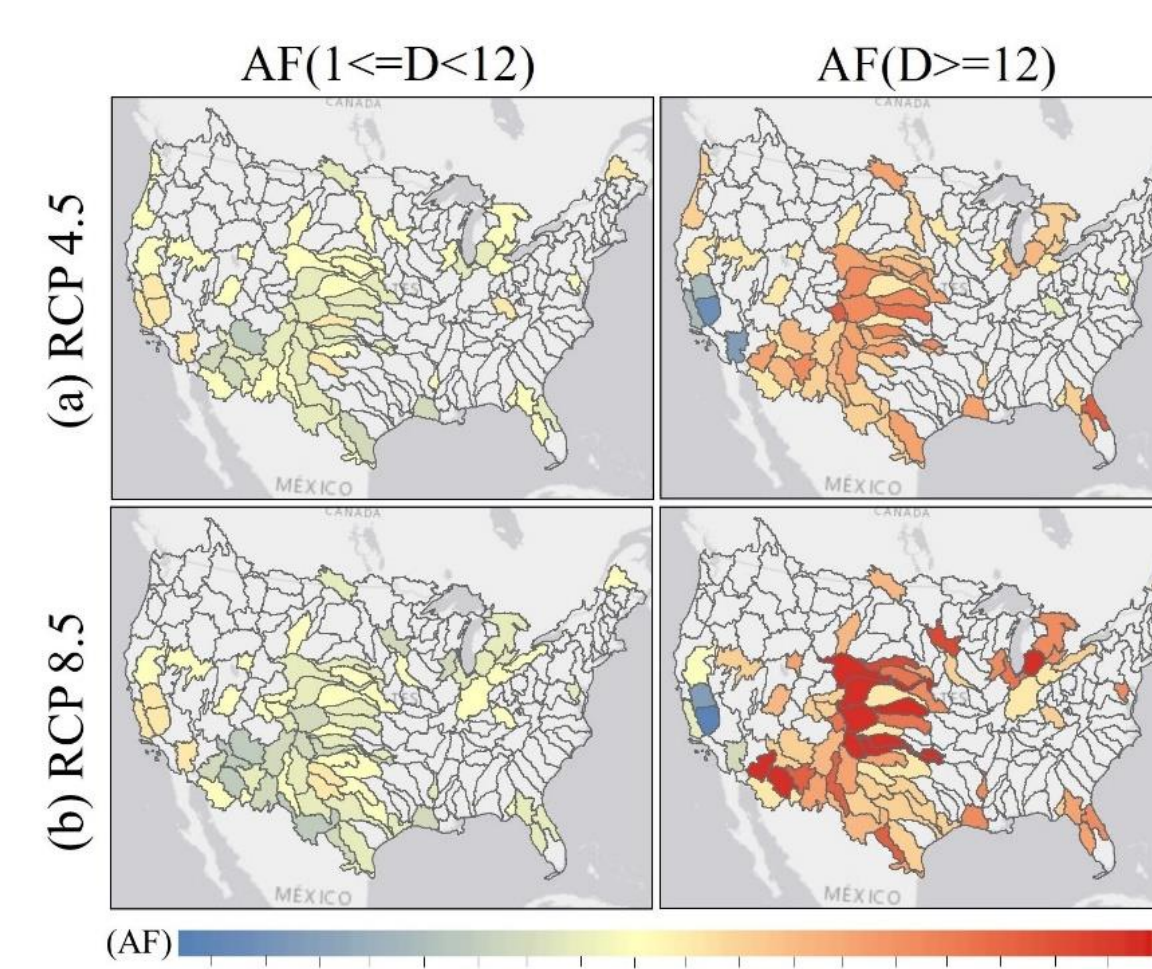 AF(1<=D<12)
AF(D>=12)
(a) RCP 4.5
CANADA
MÉXICO
CANADA
MÉXICO
(b) RCP 8.5
CANADA
MÉXICO
CANADA
MÉXICO
(AF)